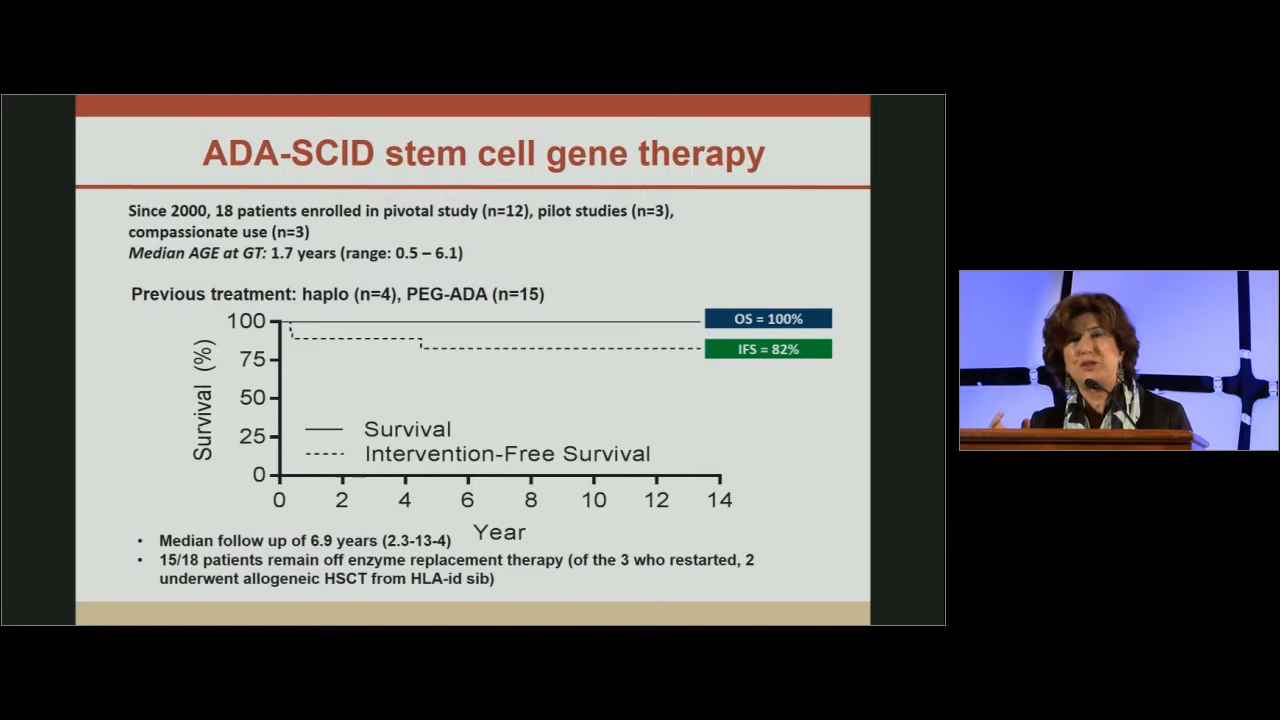 ADA-SCID stem cell gene therapy
Since 2000, 18 patients enrolled in pivotal study (n=12), pilot studies (n=3),
compassionate use (n=3)
Median AGE at GT: 1.7 years (range: 0.5 – 6.1)
Previous treatment: haplo (n=4), PEG-ADA (n=15)
100
75
50
25
0
Survival (%)
OS = 100%
IFS = 82%
Survival
Intervention-Free Survival
0 2 4 6 8 10 12 14
Year
• Median follow up of 6.9 years (2.3-13-4)
• 15/18 patients remain off enzyme replacement therapy (of the 3 who restarted, 2
underwent allogeneic HSCT from HLA-id sib)